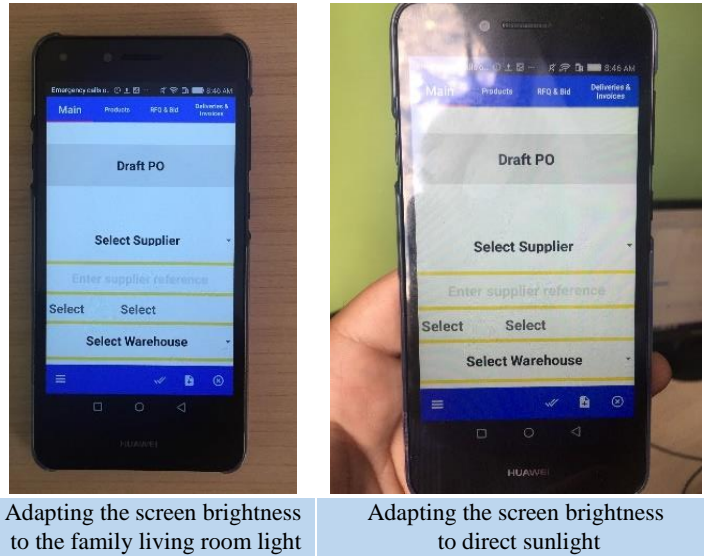 Emergency calls o..
8:46 AM
Main
Products
RFQ & Bid
Deliveries &
Invoices
Draft PO
Select Supplier
Enter supplier reference
Select Select
Select Warehouse
HUAWEI
8:46 AM
Main
Products
RFQ & Bid
Deliveries &
Invoices
Draft PO
Select Supplier
Enter supplier reference
Select Select
Select Warehouse
HUAWEI
Adapting the screen brightness
to the family living room light
Adapting the screen brightness
to direct sunlight